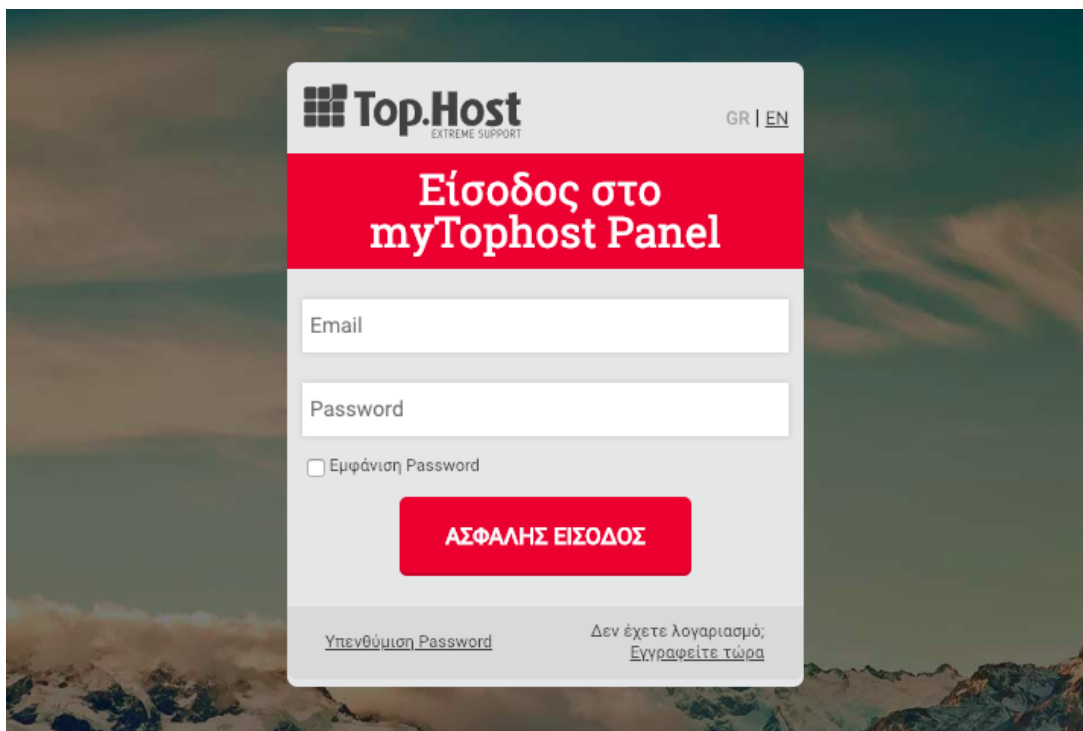 Top.Host
EXTREME SUPPORT
GR | EN
Είσοδος στο
myTophost Panel
Email
Password
Εμφάνιση Password
ΑΣΦΑΛΗΣ ΕΙΣΟΔΟΣ
Υπενθύμιση Password
Δεν έχετε λογαριασμό;
Εγγραφείτε τώρα